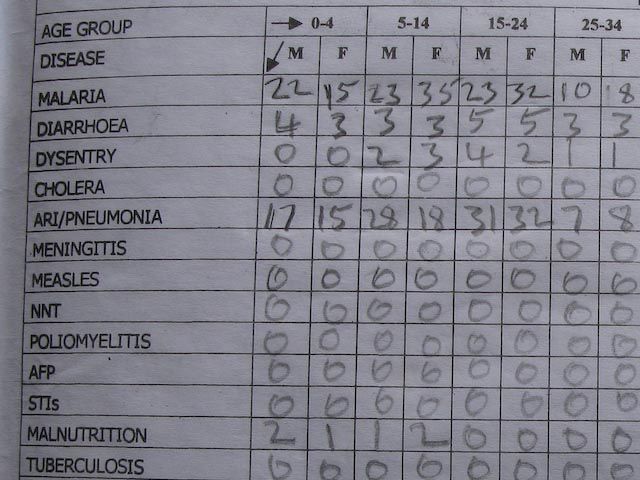 AGE GROUP 0-4 5-14 15-24 25-34
DISEASE M F M F M F M F
MALARIA 22 15 23 35 23 32 10 18
DIARRHOEA 4 3 3 3 5 5 3 3
DYSENTRY 0 0 2 3 4 2 1 1
CHOLERA 0 0 0 0 0 0 0 0
ARI/PNEUMONIA 17 15 28 18 31 32 7 8
MENINGITIS 0 0 0 0 0 0 0 0
MEASLES 0 0 0 0 0 0 0 0
NNT 0 0 0 0 0 0 0 0
POLIOMYELITIS 0 0 0 0 0 0 0 0
AFP 0 0 0 0 0 0 0 0
STIs 0 0 0 0 0 0 0 0
MALNUTRITION 2 1 1 2 0 0 0 0
TUBERCULOSIS 0 0 0 0 0 0 0 0